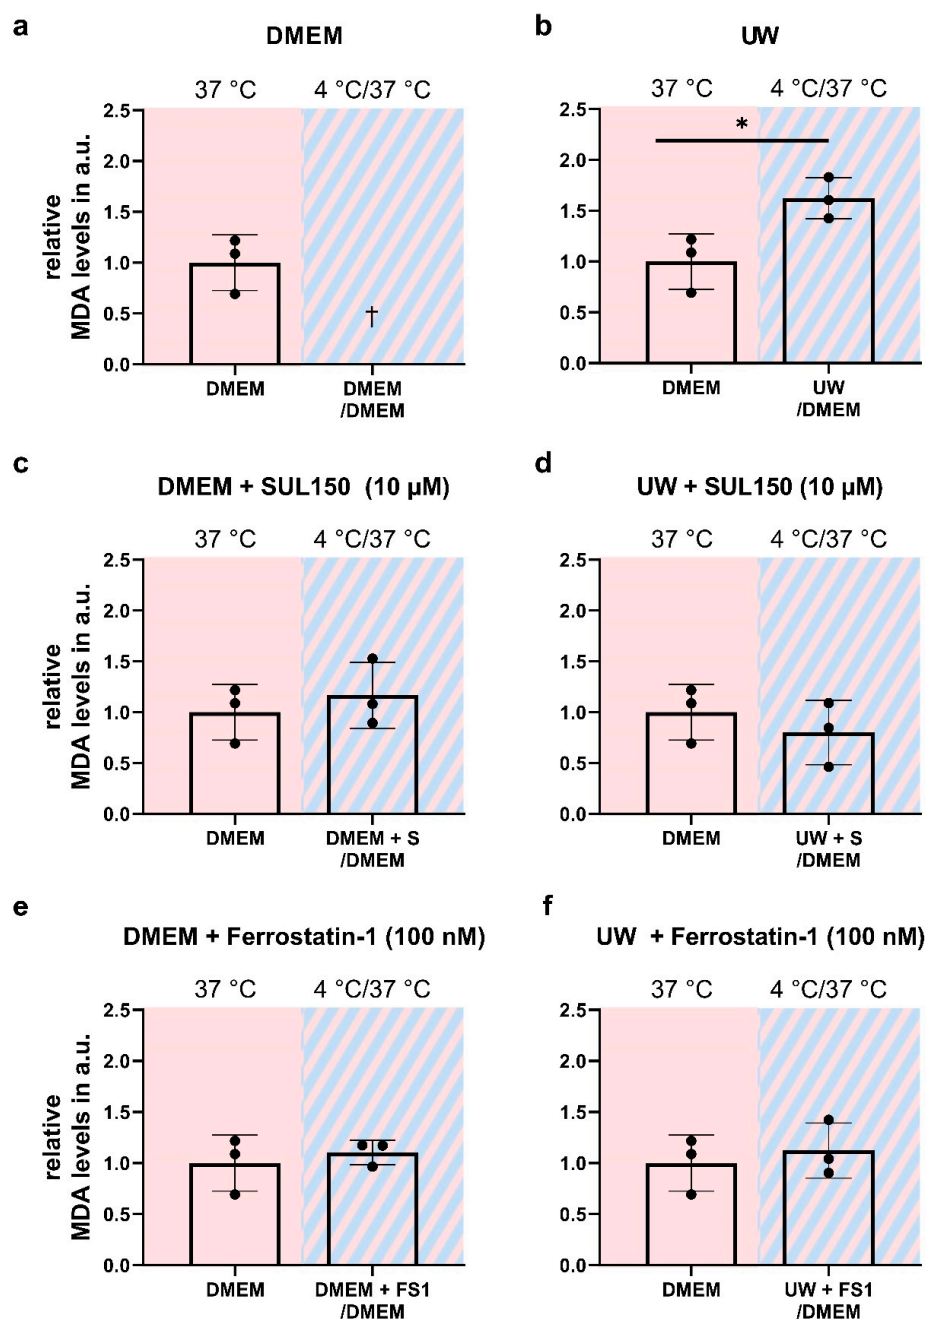 a
DMEM
37 °C 4 °C/37 °C
relative
MDA levels in a.u.
2.5
2.0
1.5
1.0
0.5
0.0
†
DMEM DMEM
/DMEM
b
UW
37 °C 4 °C/37 °C
2.5
2.0
1.5
1.0
0.5
0.0
*
DMEM UW
/DMEM
c
DMEM + SUL150 (10 µM)
37 °C 4 °C/37 °C
relative
MDA levels in a.u.
2.5
2.0
1.5
1.0
0.5
0.0
DMEM DMEM + S
/DMEM
d
UW + SUL150 (10 µM)
37 °C 4 °C/37 °C
2.5
2.0
1.5
1.0
0.5
0.0
DMEM UW + S
/DMEM
e
DMEM + Ferrostatin-1 (100 nM)
37 °C 4 °C/37 °C
relative
MDA levels in a.u.
2.5
2.0
1.5
1.0
0.5
0.0
DMEM DMEM + FS1
/DMEM
f
UW + Ferrostatin-1 (100 nM)
37 °C 4 °C/37 °C
2.5
2.0
1.5
1.0
0.5
0.0
DMEM UW + FS1
/DMEM